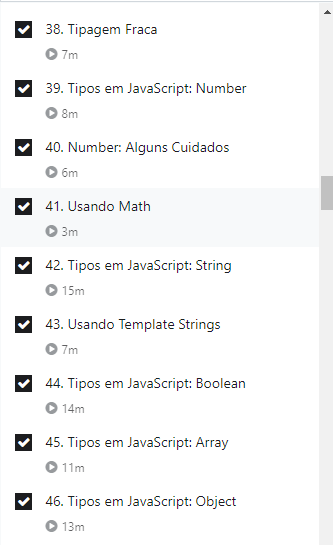 38. Tipagem Fraca
7m
39. Tipos em JavaScript: Number
8m
40. Number: Alguns Cuidados
6m
41. Usando Math
3m
42. Tipos em JavaScript: String
15m
43. Usando Template Strings
7m
44. Tipos em JavaScript: Boolean
14m
45. Tipos em JavaScript: Array
11m
46. Tipos em JavaScript: Object
13m